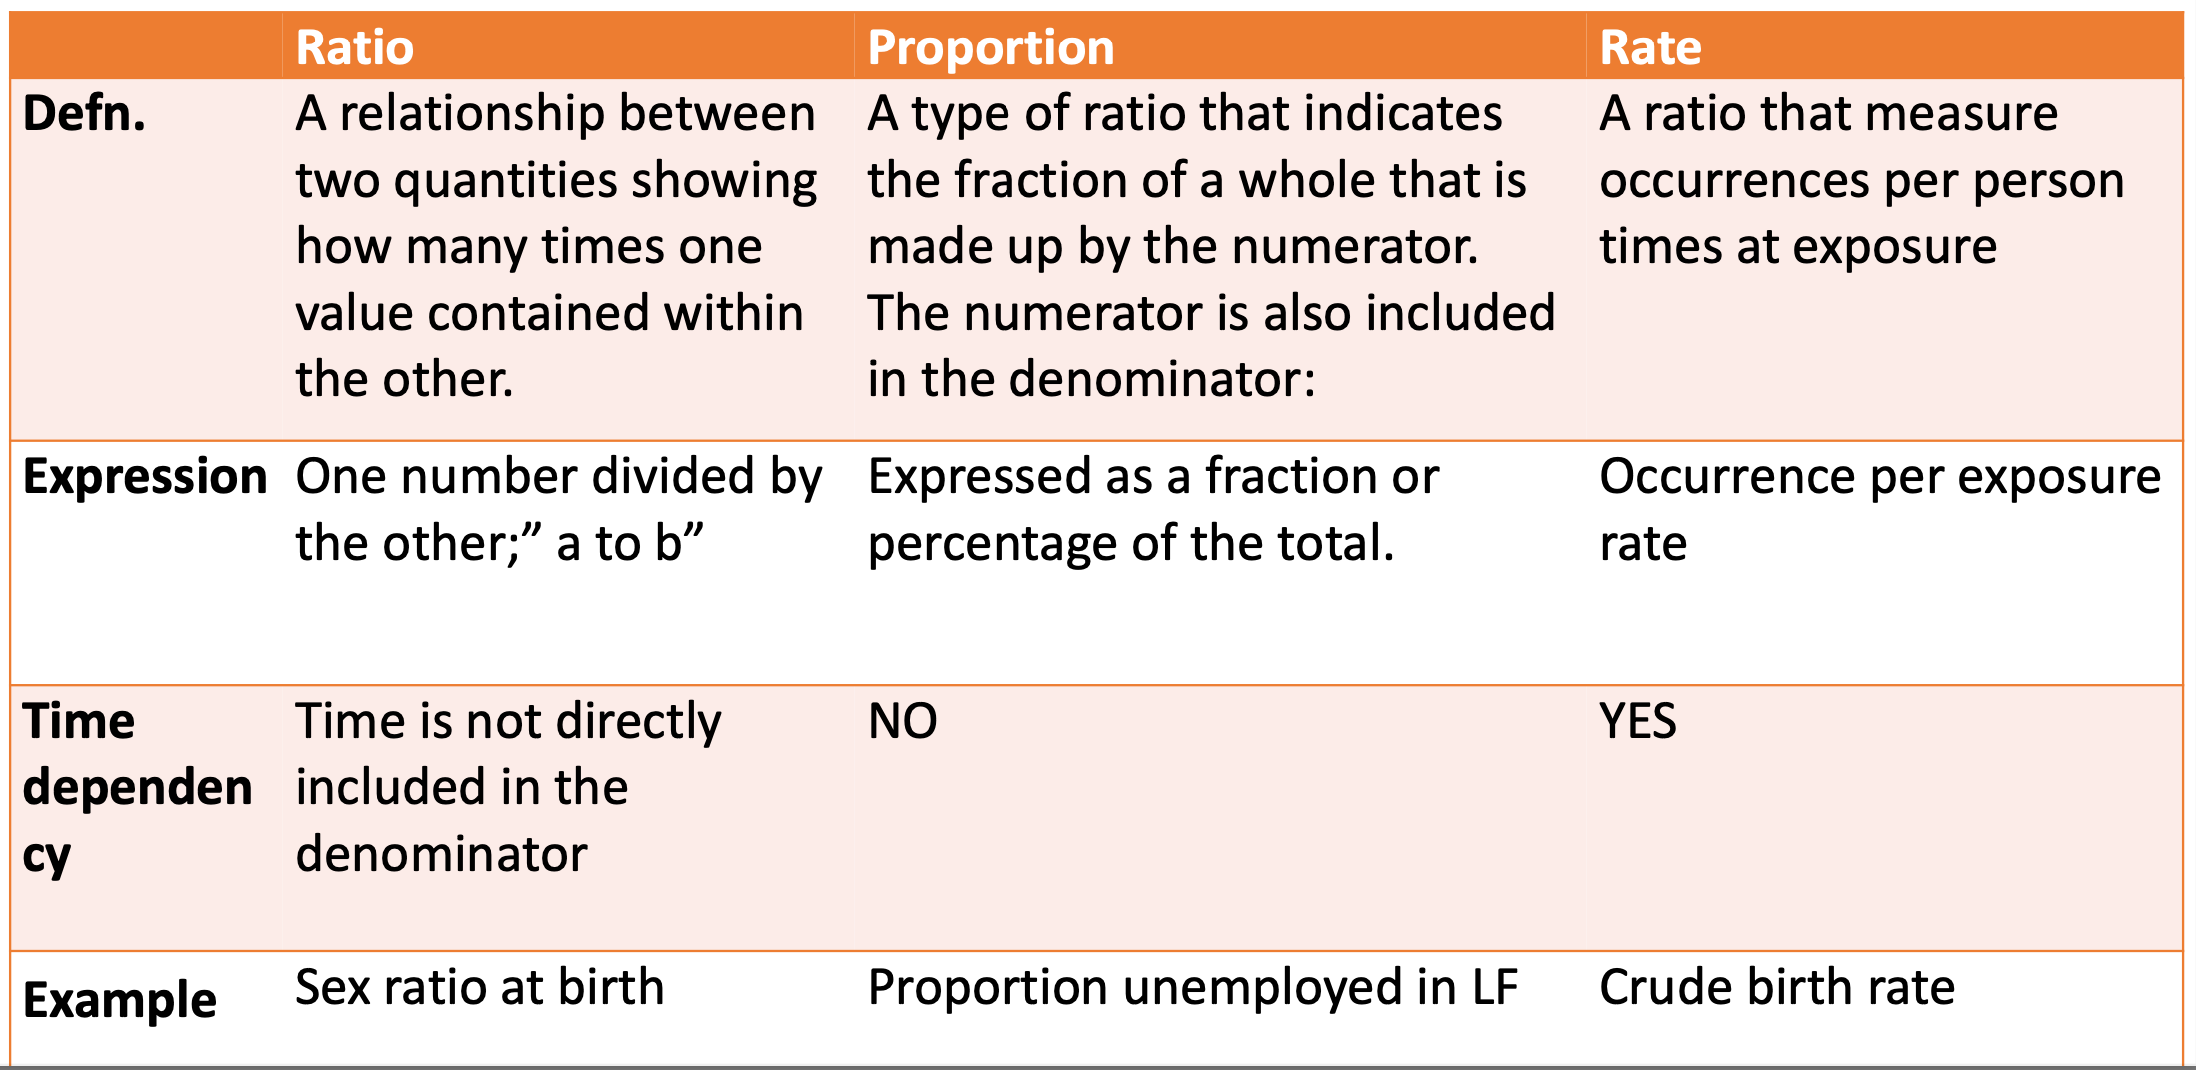 Ratio Proportion Rate
Defn.
A relationship between
two quantities showing
how many times one
value contained within
the other.
A type of ratio that indicates
the fraction of a whole that is
made up by the numerator.
The numerator is also included
in the denominator:
A ratio that measure
occurrences per person
times at exposure
Expression
One number divided by
the other;” a to b”
Expressed as a fraction or
percentage of the total.
Occurrence per exposure
rate
Time
dependen
cy
Time is not directly
included in the
denominator
NO
YES
Example
Sex ratio at birth
Proportion unemployed in LF
Crude birth rate